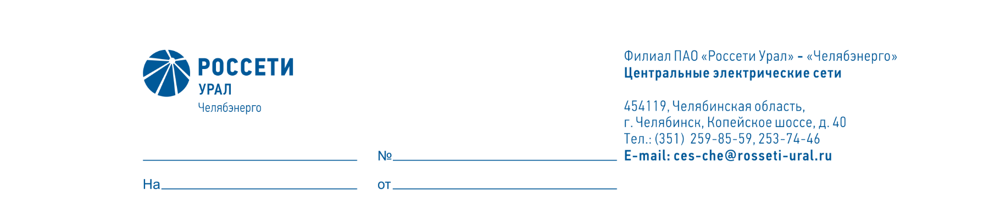 РОССЕТИ
УРАЛ
Челябэнерго
Филиал ПАО «Россети Урал» - «Челябэнерго»
Центральные электрические сети
454119, Челябинская область,
г. Челябинск, Копейское шоссе, д. 40
Тел.: (351) 259-85-59, 253-74-46
E-mail: ces-che@rosseti-ural.ru
№
На от